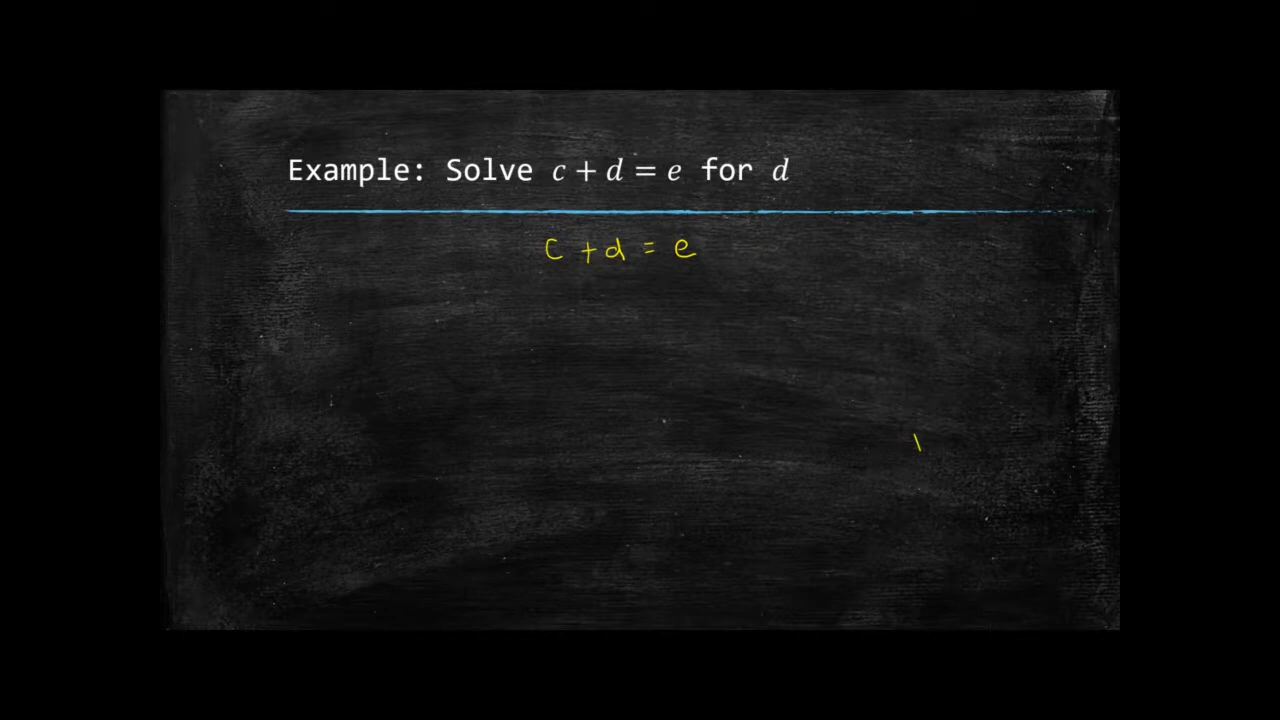 Example: Solve c + d = e for d
c + d = e
\